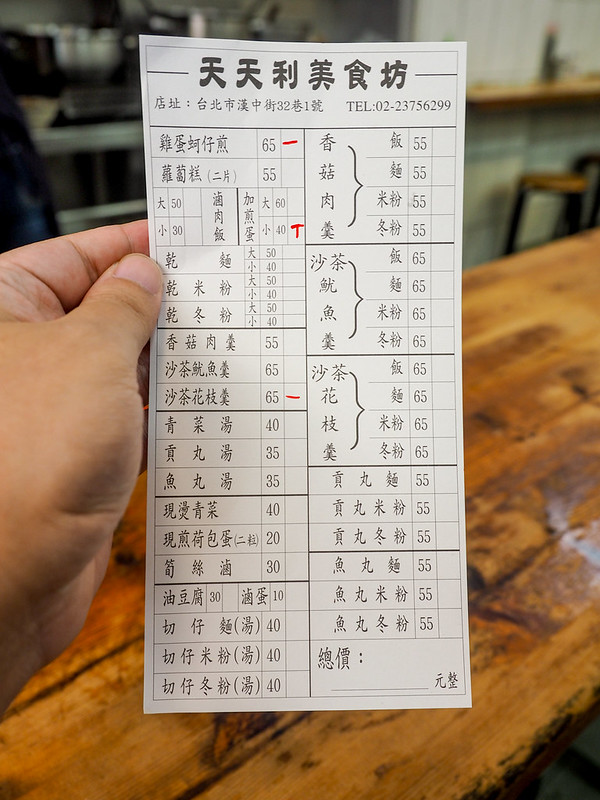 天天利美食坊
店址：台北市漢中街32巷1號 TEL:02-23756299
雞蛋蚵仔煎 65 一
蘿蔔糕(二片) 55
大 50 滷肉飯 加煎蛋 大 60
小 30 小 40 T
乾麵 大 50 小 40
乾米粉 大 50 小 40
乾冬粉 大 50 小 40
香菇肉羹 55
沙茶魷魚羹 65
沙茶花枝羹 65 一
青菜湯 40
貢丸湯 35
魚丸湯 35
現燙青菜 40
現煎荷包蛋(二粒) 20
筍絲滷 30
油豆腐 30 滷蛋 10
切仔麵(湯) 40
切仔米粉(湯) 40
切仔冬粉(湯) 40
香菇肉羹
飯 55
麵 55
米粉 55
冬粉 55
沙茶魷魚羹
飯 65
麵 65
米粉 65
冬粉 65
沙茶花枝羹
飯 65
麵 65
米粉 65
冬粉 65
貢丸麵 55
貢丸米粉 55
貢丸冬粉 55
魚丸麵 55
魚丸米粉 55
魚丸冬粉 55
總價：
元整